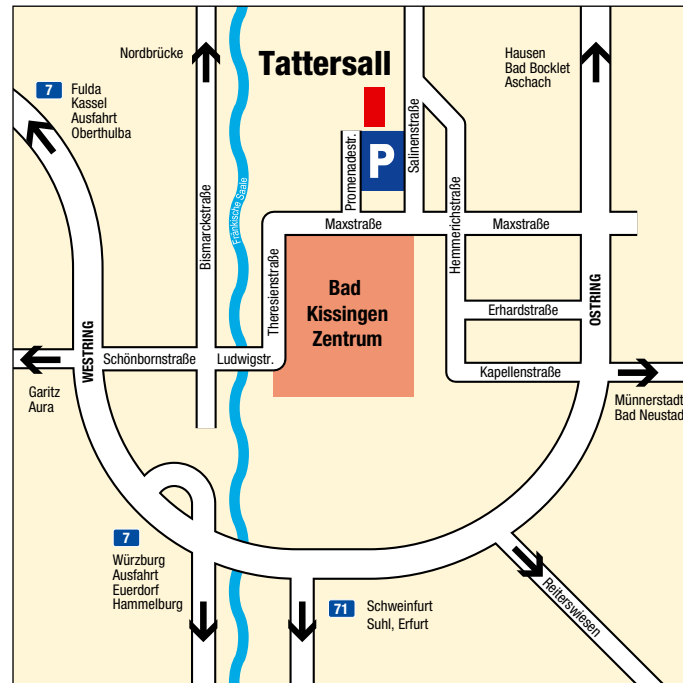 Nordbrücke
Tattersall
Hausen
Bad Bocklet
Aschach
7
Fulda
Kassel
Ausfahrt
Oberthulba
P
Promenadestr.
Salinenstraße
Bismarckstraße
Fränkische Saale
Maxstraße
Maxstraße
Hemmerichstraße
Theresienstraße
Bad
Kissingen
Zentrum
Erhardstraße
OSTRING
WESTRING
Schönbornstraße
Ludwigstr.
Kapellenstraße
Garitz
Aura
Münnerstadt
Bad Neustad
7
Würzburg
Ausfahrt
Euerdorf
Hammelburg
71
Schweinfurt
Suhl, Erfurt
Reiterswiesen